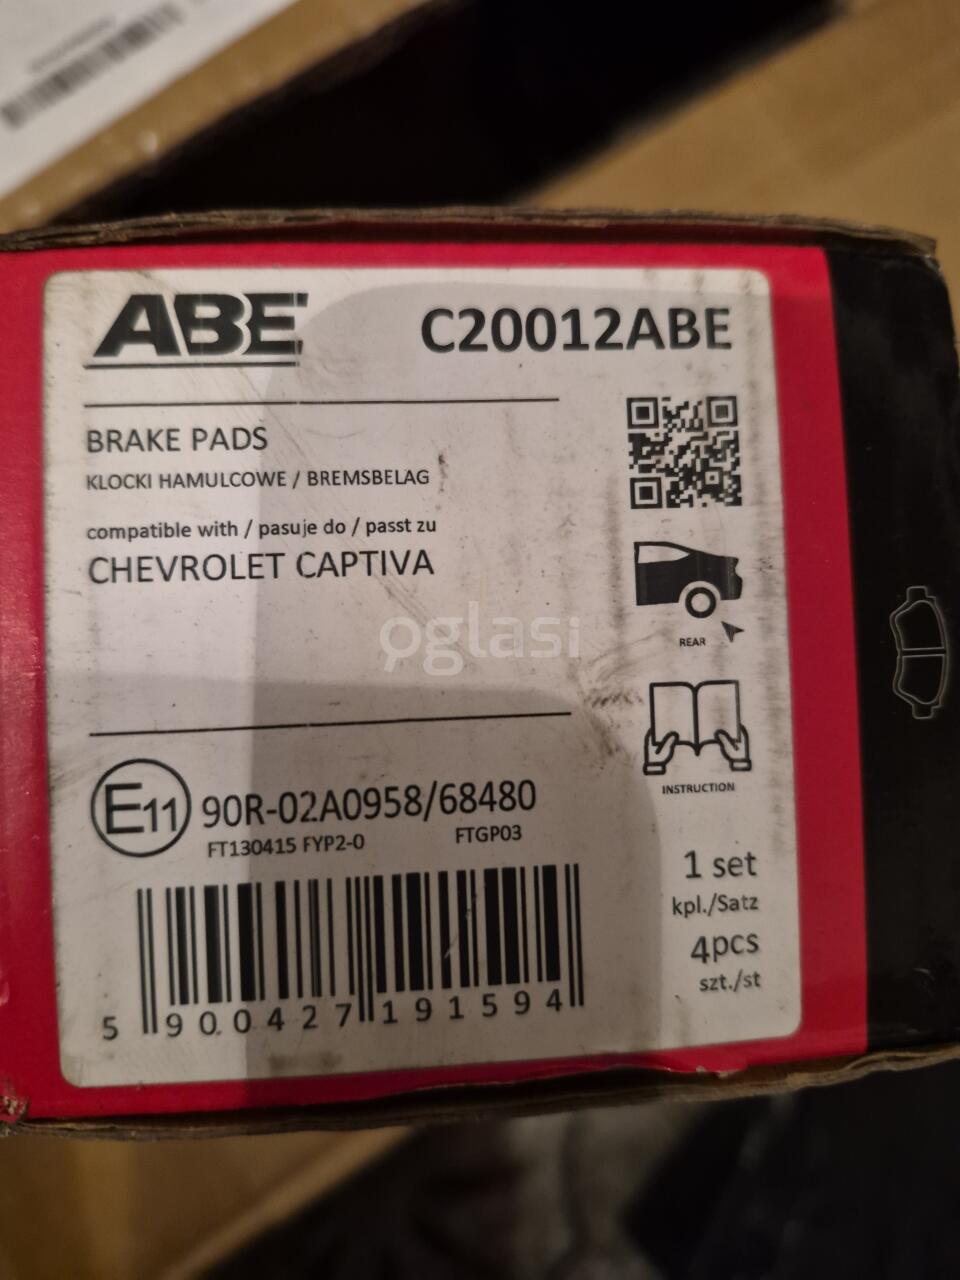 ABE
C20012ABE
BRAKE PADS
KLOCKI HAMULCOWE / BREMSBELAG
compatible with / pasuje do / passt zu
CHEVROLET CAPTIVA
REAR
oglasi
INSTRUCTION
E11 90R-02A0958/68480
FT130415 FYP2-0 FTGP03
1 set
kpl./Satz
4pcs
szt./st
5 900427 191594